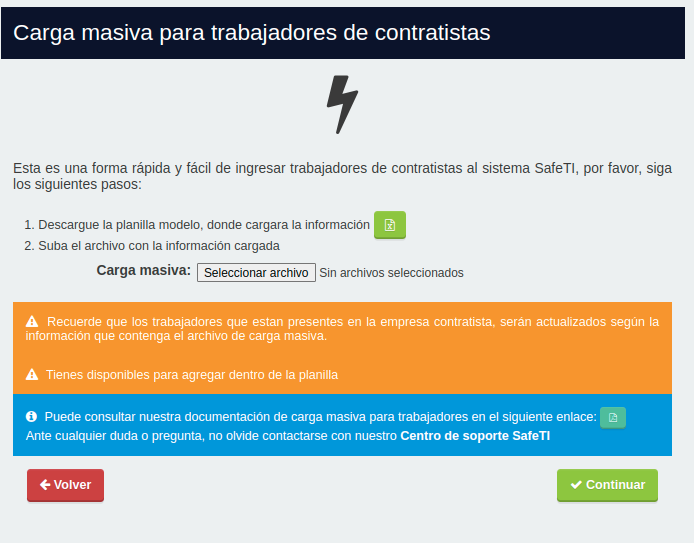 Carga masiva para trabajadores de contratistas
Esta es una forma rápida y fácil de ingresar trabajadores de contratistas al sistema SafeTI, por favor, siga
los siguientes pasos:
1. Descargue la planilla modelo, donde cargara la información
2. Suba el archivo con la información cargada
Carga masiva: Seleccionar archivo Sin archivos seleccionados
Recuerde que los trabajadores que estan presentes en la empresa contratista, serán actualizados según la
información que contenga el archivo de carga masiva.
Tienes disponibles para agregar dentro de la planilla
Puede consultar nuestra documentación de carga masiva para trabajadores en el siguiente enlace:
Ante cualquier duda o pregunta, no olvide contactarse con nuestro Centro de soporte SafeTI
Volver
Continuar